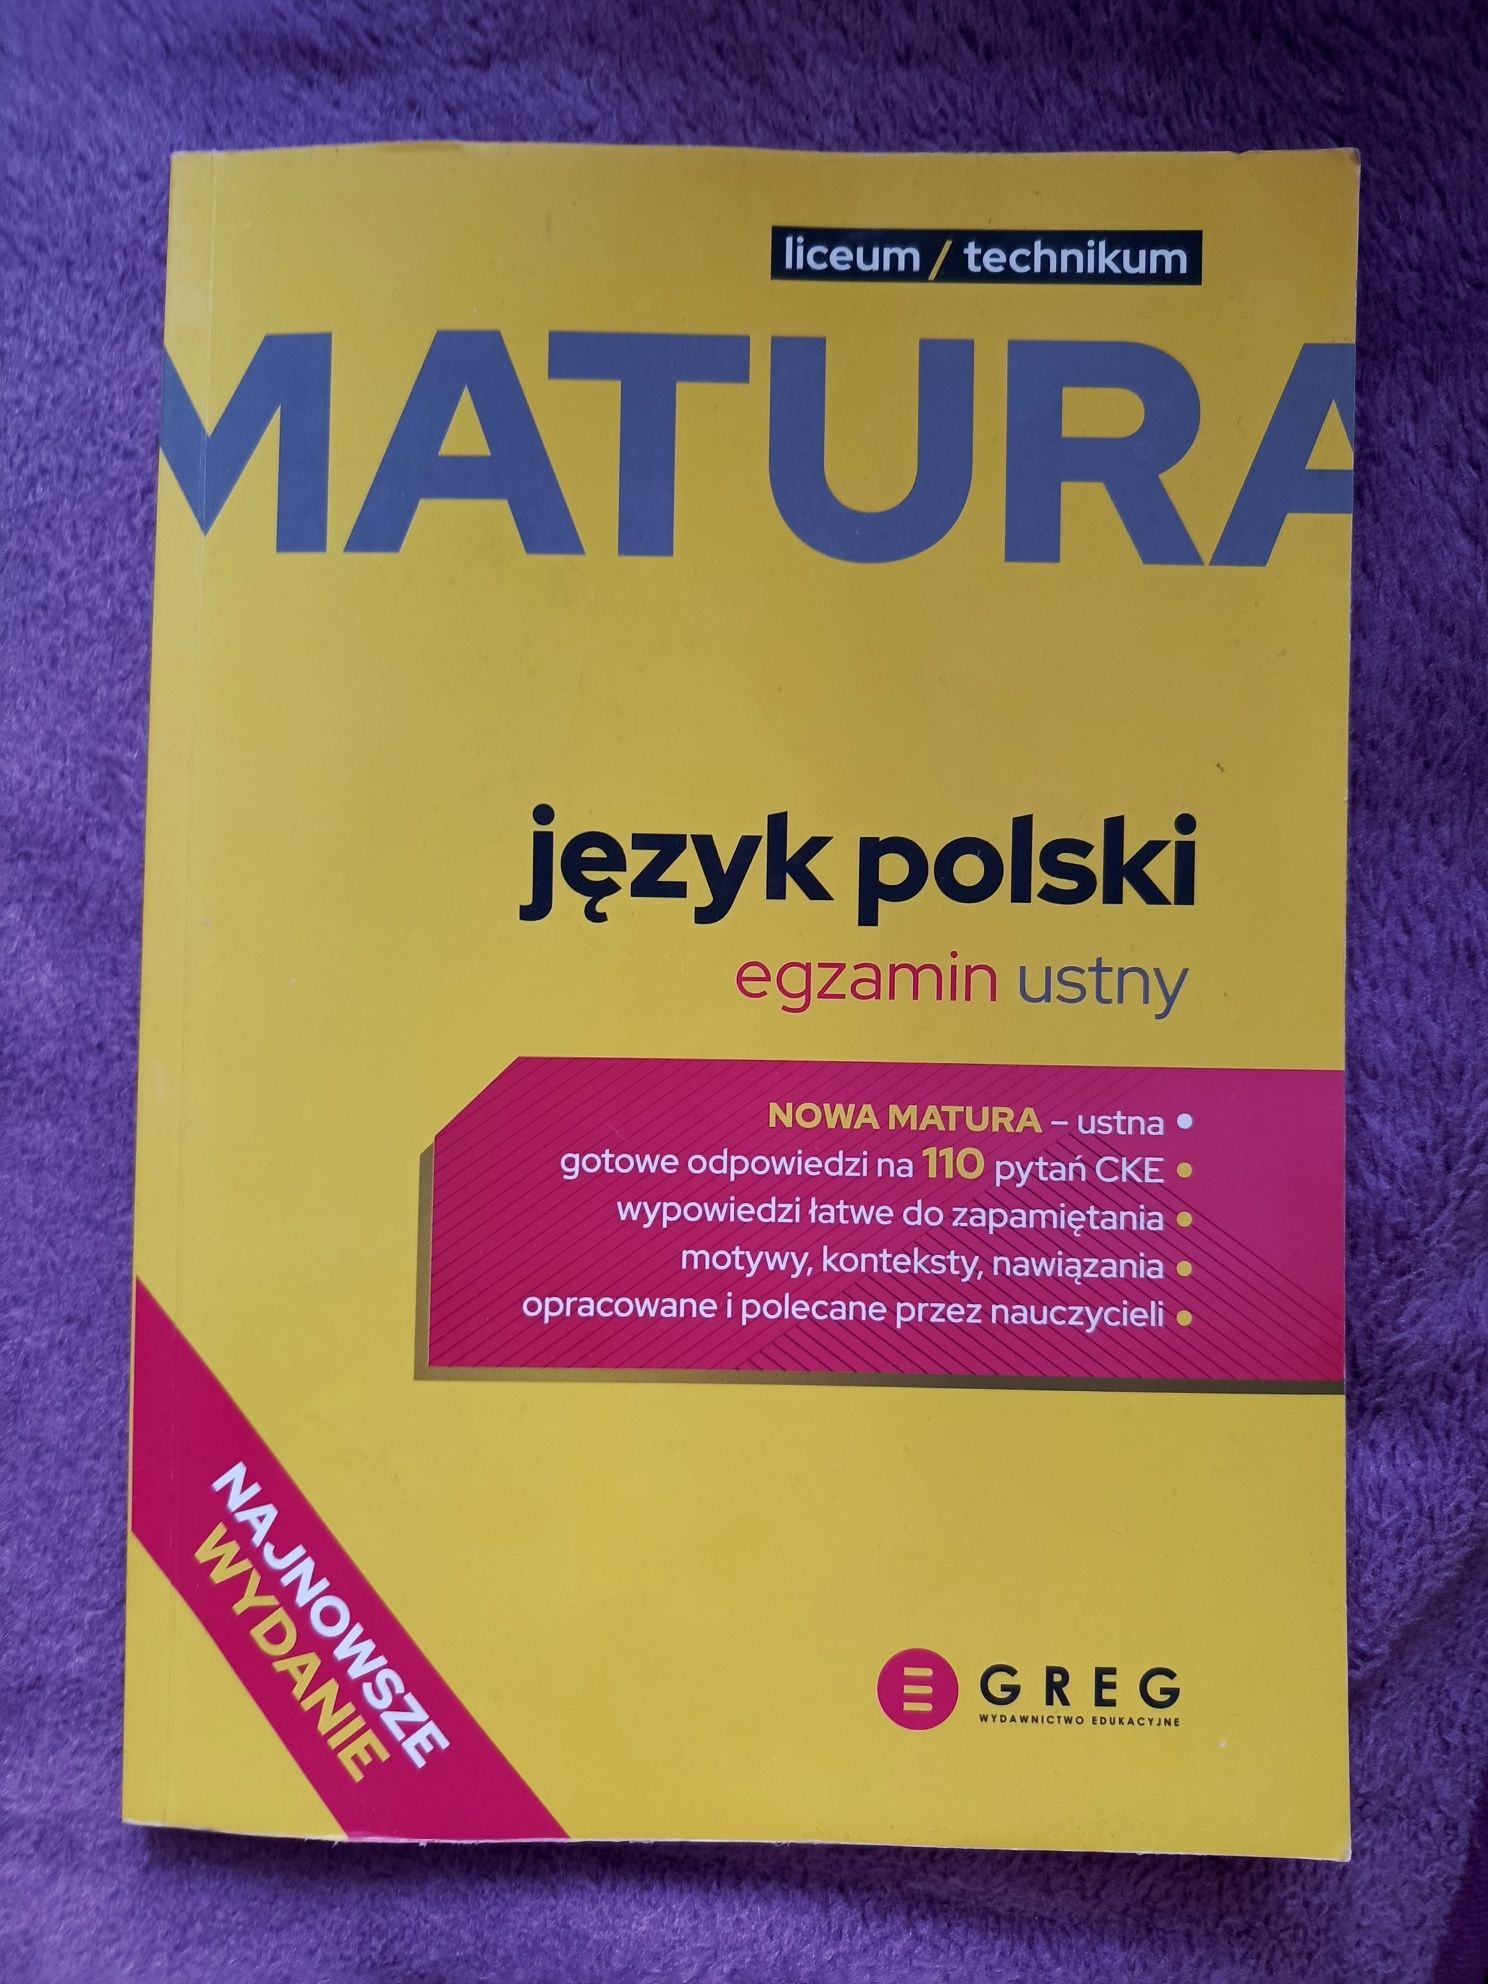 liceum / technikum
MATURA
język polski
egzamin ustny
NOWA MATURA – ustna •
gotowe odpowiedzi na 110 pytań CKE •
wypowiedzi łatwe do zapamiętania •
motywy, konteksty, nawiązania •
opracowane i polecane przez nauczycieli •
NAJNOWSZE
WYDANIE
GREG
WYDAWNICTWO EDUKACYJNE